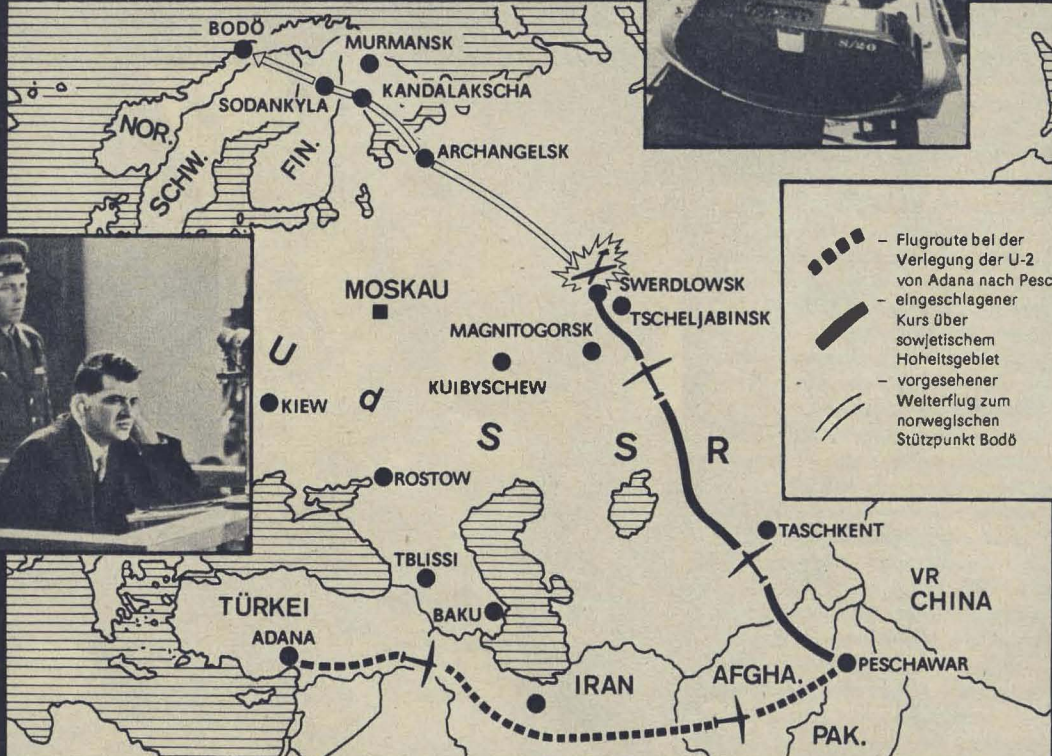 BODÖ
MURMANSK
S/20
KANDALAKSCHA
SODANKYLA
NOR.
SCHW.
FIN.
ARCHANGELSK
– Flugroute bei der
Verlegung der U-2
von Adana nach Pesc
– eingeschlagener
Kurs über
sowjetischem
Hoheitsgebiet
– vorgesehener
Weiterflug zum
norwegischen
Stützpunkt Bodö
SWERDLOWSK
MOSKAU
TSCHELJABINSK
MAGNITOGORSK
KUIBYSCHEW
U d S S R
KIEW
ROSTOW
TASCHKENT
TBLISSI
VR
CHINA
TÜRKEI
BAKU
ADANA
PESCHAWAR
IRAN
AFGHA.
PAK.